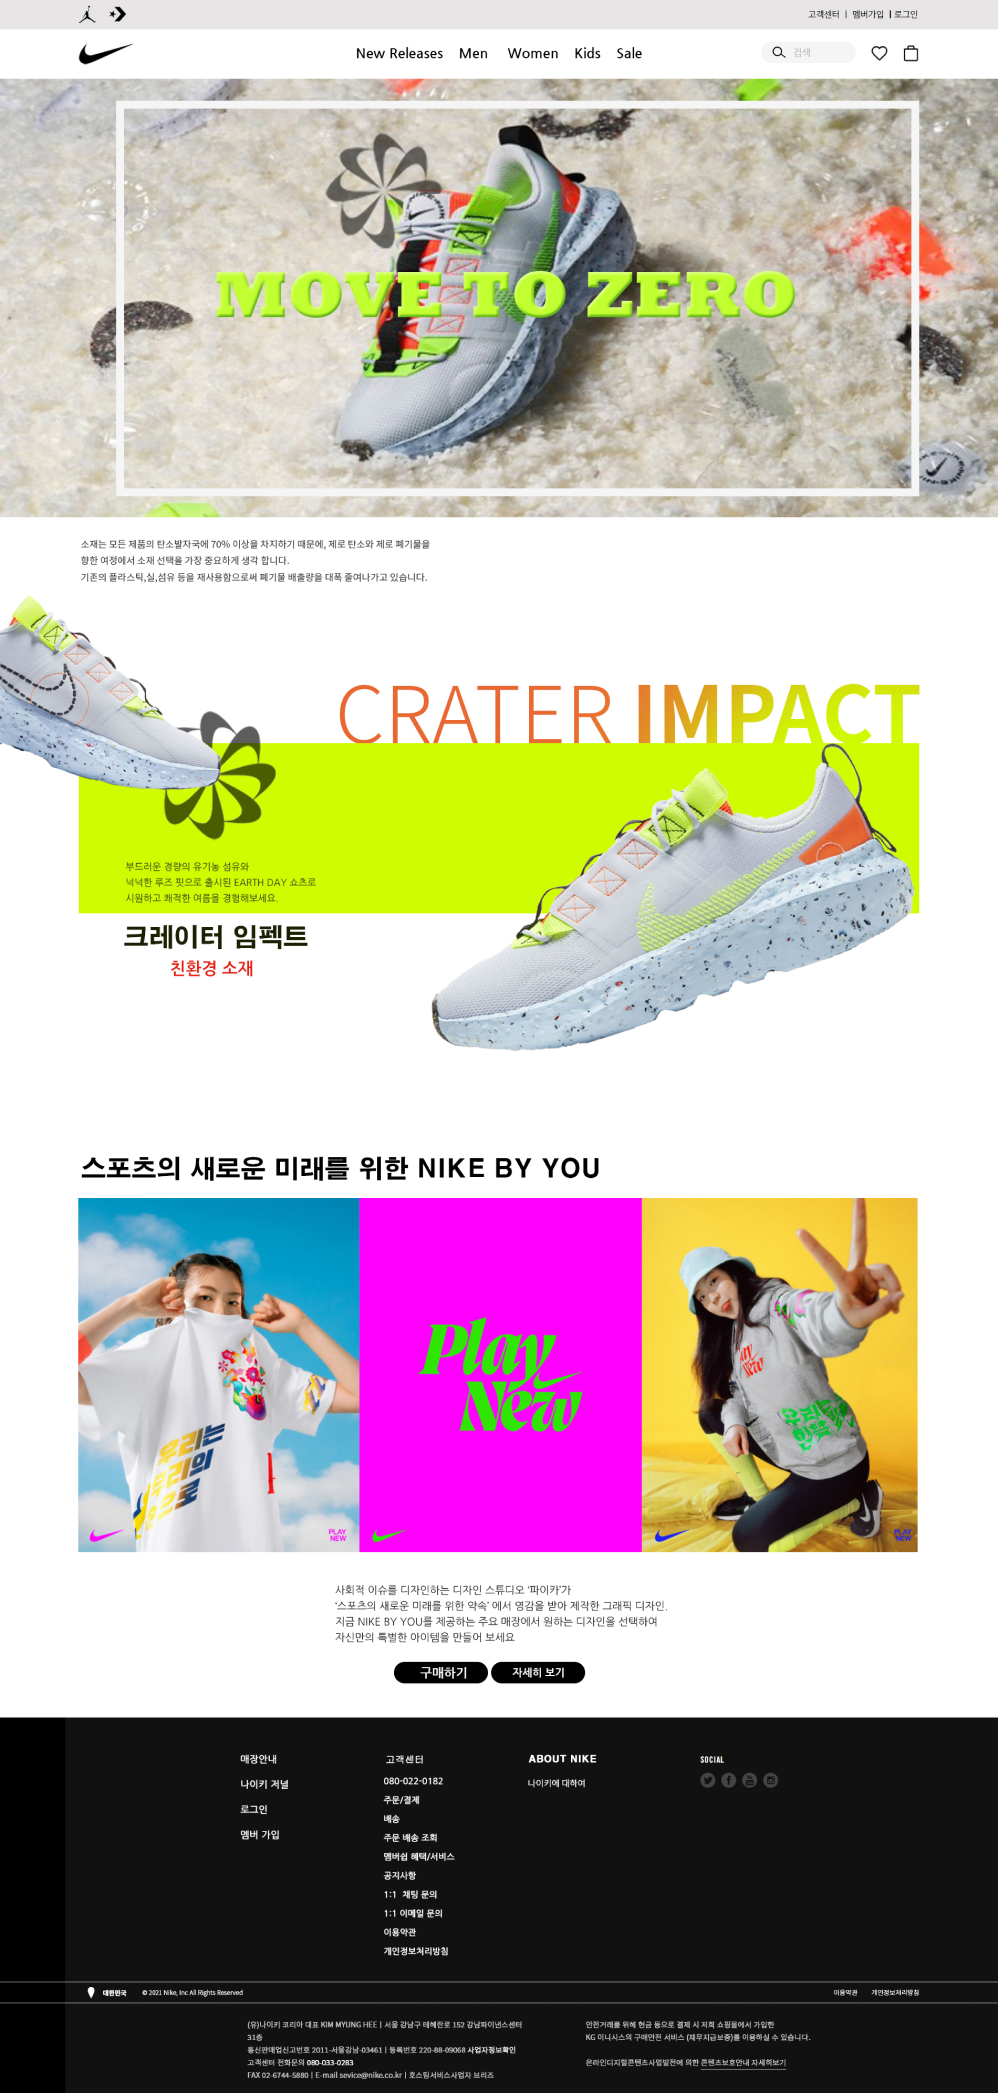 고객센터 | 멤버가입 | 로그인
New Releases Men Women Kids Sale
검색
MOVE TO ZERO
소재는 모든 제품의 탄소발자국에 70% 이상을 차지하기 때문에, 제로 탄소와 제로 폐기물을
향한 여정에서 소재 선택을 가장 중요하게 생각 합니다.
기존의 플라스틱,실,섬유 등을 재사용함으로써 폐기물 배출량을 대폭 줄여나가고 있습니다.
CRATER IMPACT
부드러운 경량의 유기농 섬유와
넉넉한 루즈 핏으로 출시된 EARTH DAY 쇼츠로
시원하고 쾌적한 여름을 경험해보세요.
크레이터 임펙트
친환경 소재
스포츠의 새로운 미래를 위한 NIKE BY YOU
우리는
우리의
Play
New
Play
New
PLAY
NEW
PLAY
NEW
사회적 이슈를 디자인하는 디자인 스튜디오 '파이카'가
'스포츠의 새로운 미래를 위한 약속' 에서 영감을 받아 제작한 그래픽 디자인.
지금 NIKE BY YOU를 제공하는 주요 매장에서 원하는 디자인을 선택하여
자신만의 특별한 아이템을 만들어 보세요
구매하기 자세히 보기
매장안내
나이키 저널
로그인
멤버 가입
고객센터
080-022-0182
주문/결제
배송
주문 배송 조회
멤버쉽 혜택/서비스
공지사항
1:1 채팅 문의
1:1 이메일 문의
이용약관
개인정보처리방침
ABOUT NIKE
나이키에 대하여
SOCIAL
대한민국 © 2021 Nike, Inc All Rights Reserved
이용약관 개인정보처리방침
(유)나이키 코리아 대표 KIM MYUNG HEE | 서울 강남구 테헤란로 152 강남파이낸스센터
31층
통신판매업신고번호 2011-서울강남-03461 | 등록번호 220-88-09068 사업자정보확인
고객센터 전화문의 080-033-0283
FAX 02-6744-5880 | E-mail sevice@nike.co.kr | 호스팅서비스사업자 브리즈
안전거래를 위해 현금 등으로 결제 시 저희 쇼핑몰에서 가입한
KG 이니시스의 구매안전 서비스 (채무지급보증)를 이용하실 수 있습니다.
온라인디지털콘텐츠사업발전에 의한 콘텐츠보호안내 자세히보기